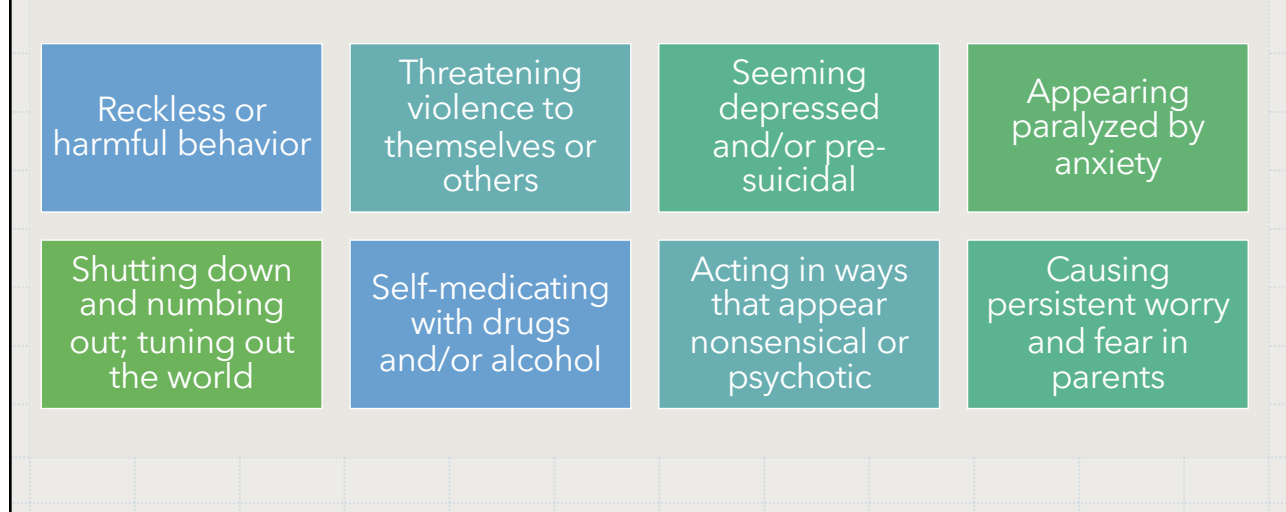 Reckless or
harmful behavior
Threatening
violence to
themselves or
others
Seeming
depressed
and/or pre-
suicidal
Appearing
paralyzed by
anxiety
Shutting down
and numbing
out; tuning out
the world
Self-medicating
with drugs
and/or alcohol
Acting in ways
that appear
nonsensical or
psychotic
Causing
persistent worry
and fear in
parents